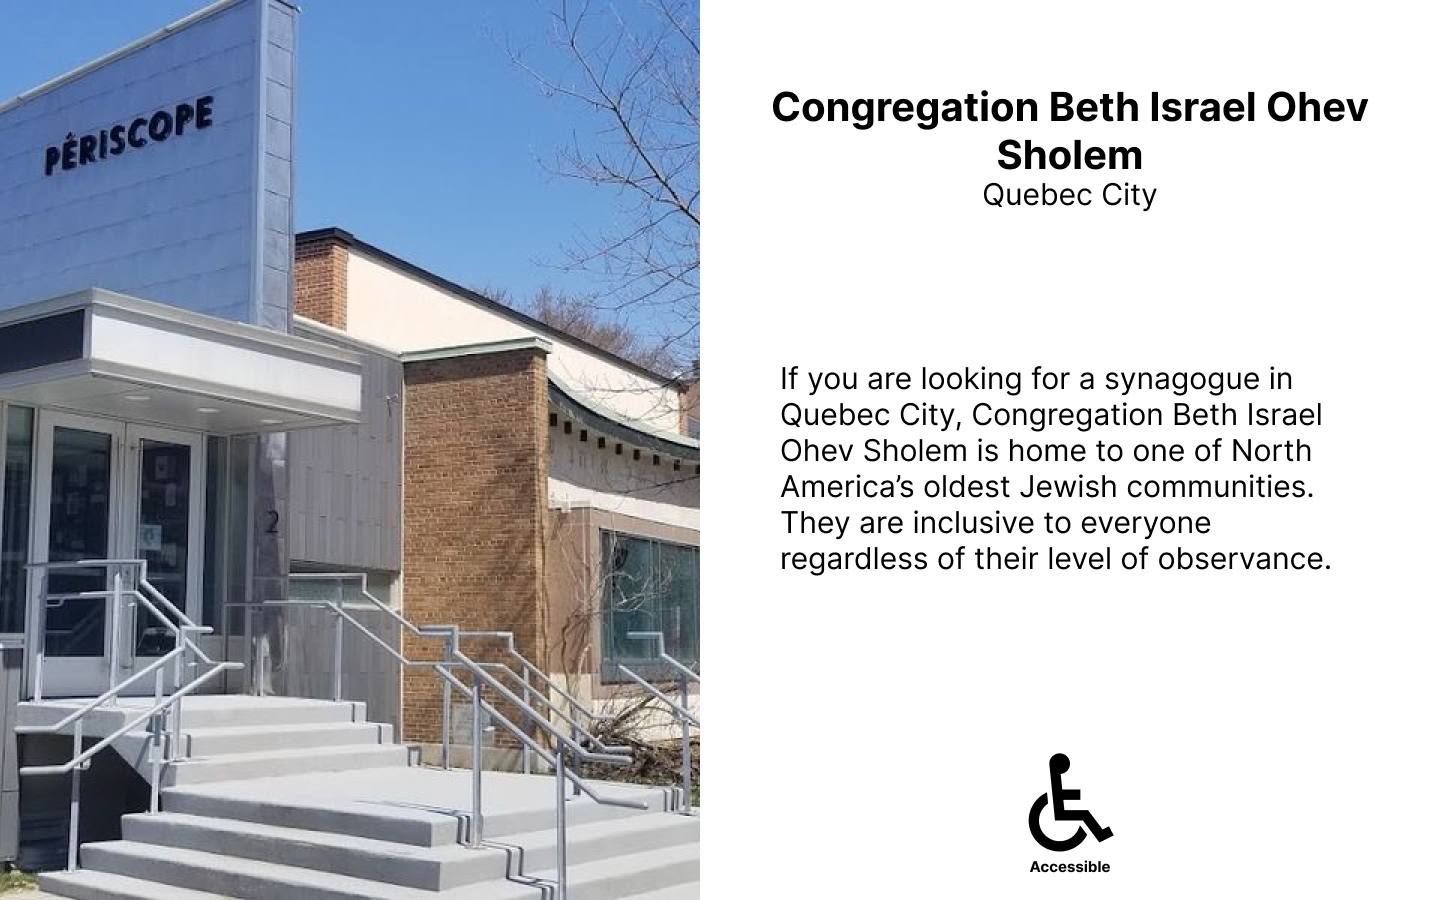 PÉRISCOPE
2
Congregation Beth Israel Ohev
Sholem
Quebec City
If you are looking for a synagogue in
Quebec City, Congregation Beth Israel
Ohev Sholem is home to one of North
America’s oldest Jewish communities.
They are inclusive to everyone
regardless of their level of observance.
Accessible